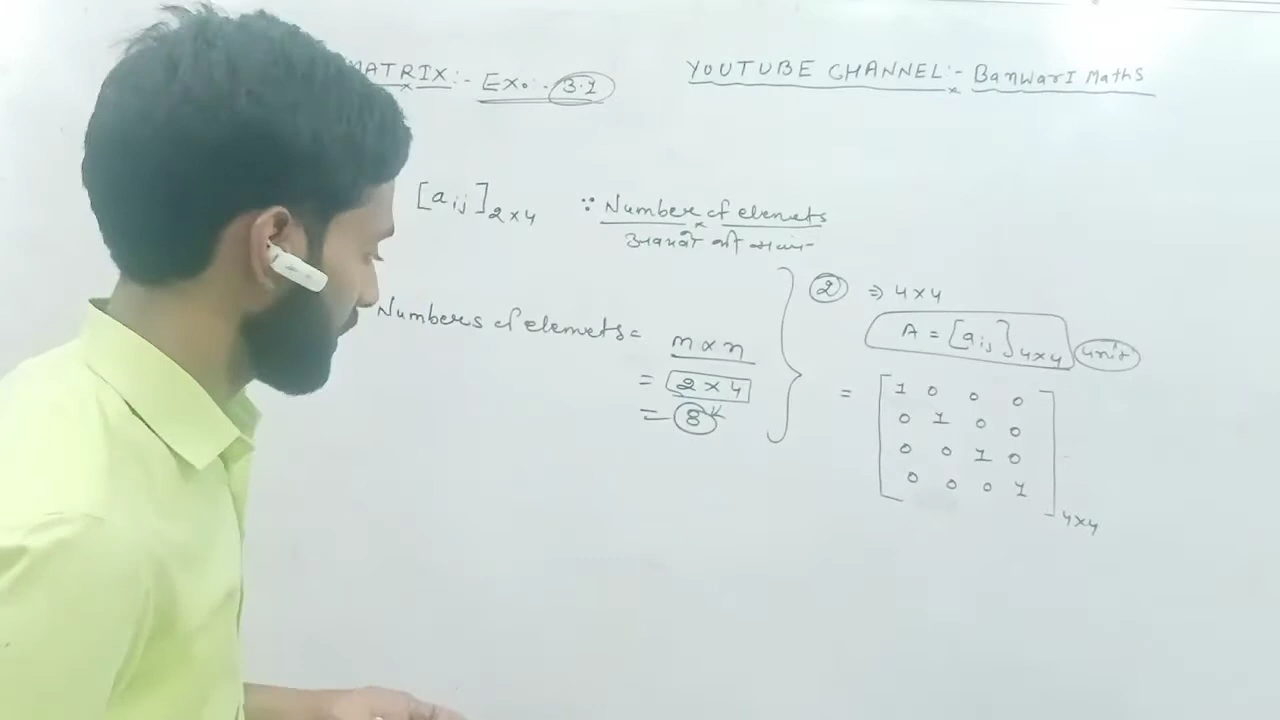 MATRIX:- Ex. :- 3.1
YOUTUBE CHANNEL:- BanwarI Maths
[aij]2×4
∵ Number of elemets
अवयवों की
Numbers of elemets =
m × n
= 2 × 4
= 8
② ⇒ 4×4
A = [aij]4×4 unit
= [1 0 0 0
0 1 0 0
0 0 1 0
0 0 0 1]4×4